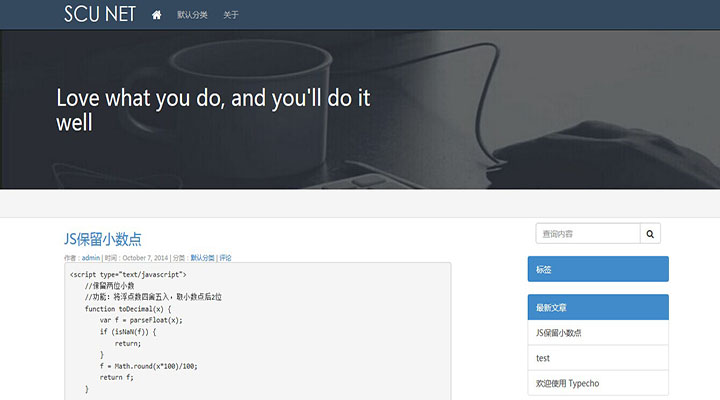 SCU NET 默认分类 关于
Love what you do, and you'll do it
well
JS保留小数点
作者：admin | 时间：October 7, 2014 | 分类：默认分类 | 评论
<script type="text/javascript">
//保留两位小数
//功能：将浮点数四舍五入，取小数点后2位
function toDecimal(x) {
var f = parseFloat(x);
if (isNaN(f)) {
return;
}
f = Math.round(x*100)/100;
return f;
}
查询内容
标签
最新文章
JS保留小数点
test
欢迎使用 Typecho